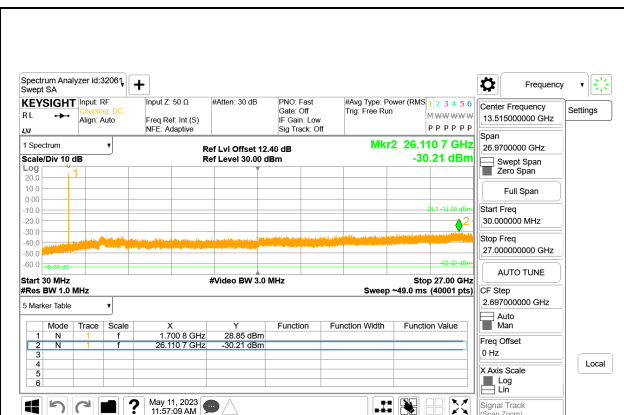 Spectrum Analyzer id:32061
Swept SA
KEYSIGHT
RL
Input: RF
Coupling: DC
Align: Auto
Input Z: 50 Ω
Freq Ref: Int (S)
NFE: Adaptive
#Atten: 30 dB
PNO: Fast
Gate: Off
IF Gain: Low
Sig Track: Off
#Avg Type: Power (RMS
Trig: Free Run
1 2 3 4 5 6
M W W W W W
P P P P P P
1 Spectrum
Scale/Div 10 dB
Ref Lvl Offset 12.40 dB
Ref Level 30.00 dBm
Mkr2 26.110 7 GHz
-30.21 dBm
Log
20.0
10.0
0.00
-10.0
-20.0
-30.0
-40.0
-50.0
-60.0
1
DL1 -13.00 dBm
2
Start 30 MHz
#Res BW 1.0 MHz
#Video BW 3.0 MHz
Stop 27.00 GHz
Sweep ~49.0 ms (40001 pts)
5 Marker Table
Mode Trace Scale X Y Function Function Width Function Value
1 N 1 f 1.700 8 GHz 28.85 dBm
2 N 1 f 26.110 7 GHz -30.21 dBm
3
4
5
6
May 11, 2023
11:57:09 AM
Frequency
Settings
Center Frequency
13.515000000 GHz
Span
26.9700000 GHz
Swept Span
Zero Span
Full Span
Start Freq
30.000000 MHz
Stop Freq
27.000000000 GHz
AUTO TUNE
CF Step
2.697000000 GHz
Auto
Man
Freq Offset
0 Hz
X Axis Scale
Log
Lin
Signal Track
(Span Zoom)
Local